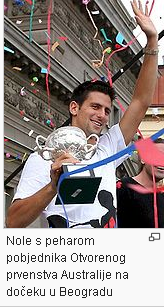 Nole s peharom
pobjednika Otvorenog
prvenstva Australije na
dočeku u Beogradu